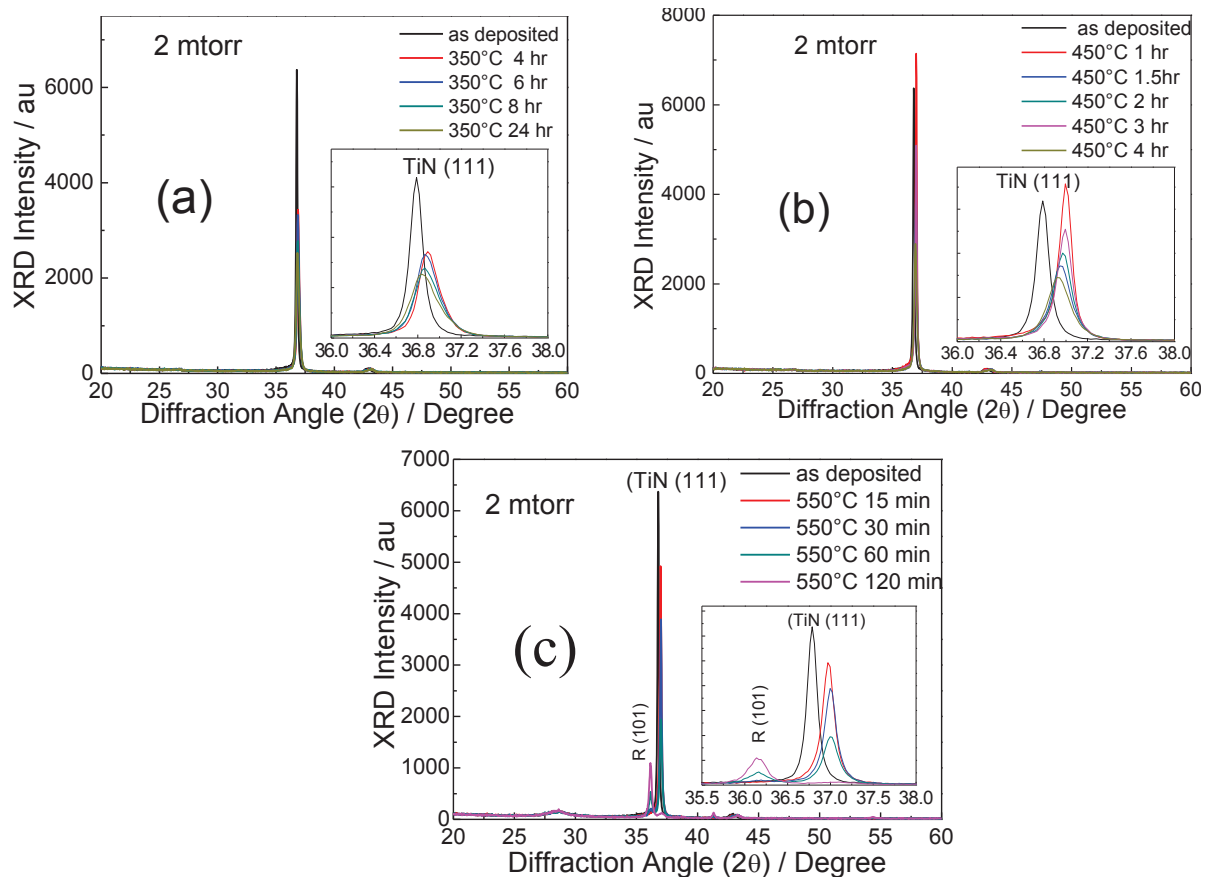 2 mtorr
as deposited
350°C 4 hr
350°C 6 hr
350°C 8 hr
350°C 24 hr
(a)
TiN (111)
36.0 36.4 36.8 37.2 37.6 38.0
XRD Intensity / au
6000
4000
2000
0
20 25 30 35 40 45 50 55 60
Diffraction Angle (2θ) / Degree
2 mtorr
as deposited
450°C 1 hr
450°C 1.5hr
450°C 2 hr
450°C 3 hr
450°C 4 hr
(b)
TiN (111)
36.0 36.4 36.8 37.2 37.6 38.0
XRD Intensity / au
8000
6000
4000
2000
0
20 25 30 35 40 45 50 55 60
Diffraction Angle (2θ) / Degree
2 mtorr
(TiN (111)
as deposited
550°C 15 min
550°C 30 min
550°C 60 min
550°C 120 min
(c)
R (101)
(TiN (111)
R (101)
35.5 36.0 36.5 37.0 37.5 38.0
XRD Intensity / au
7000
6000
5000
4000
3000
2000
1000
0
20 25 30 35 40 45 50 55 60
Diffraction Angle (2θ) / Degree